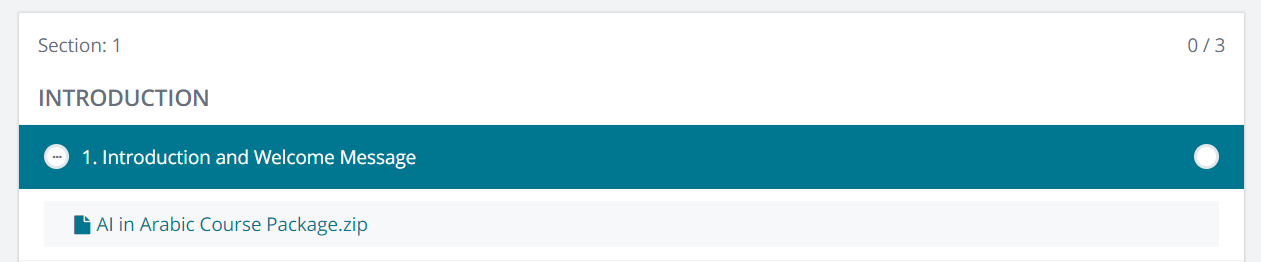 Section: 1
0 / 3
INTRODUCTION
1. Introduction and Welcome Message
AI in Arabic Course Package.zip